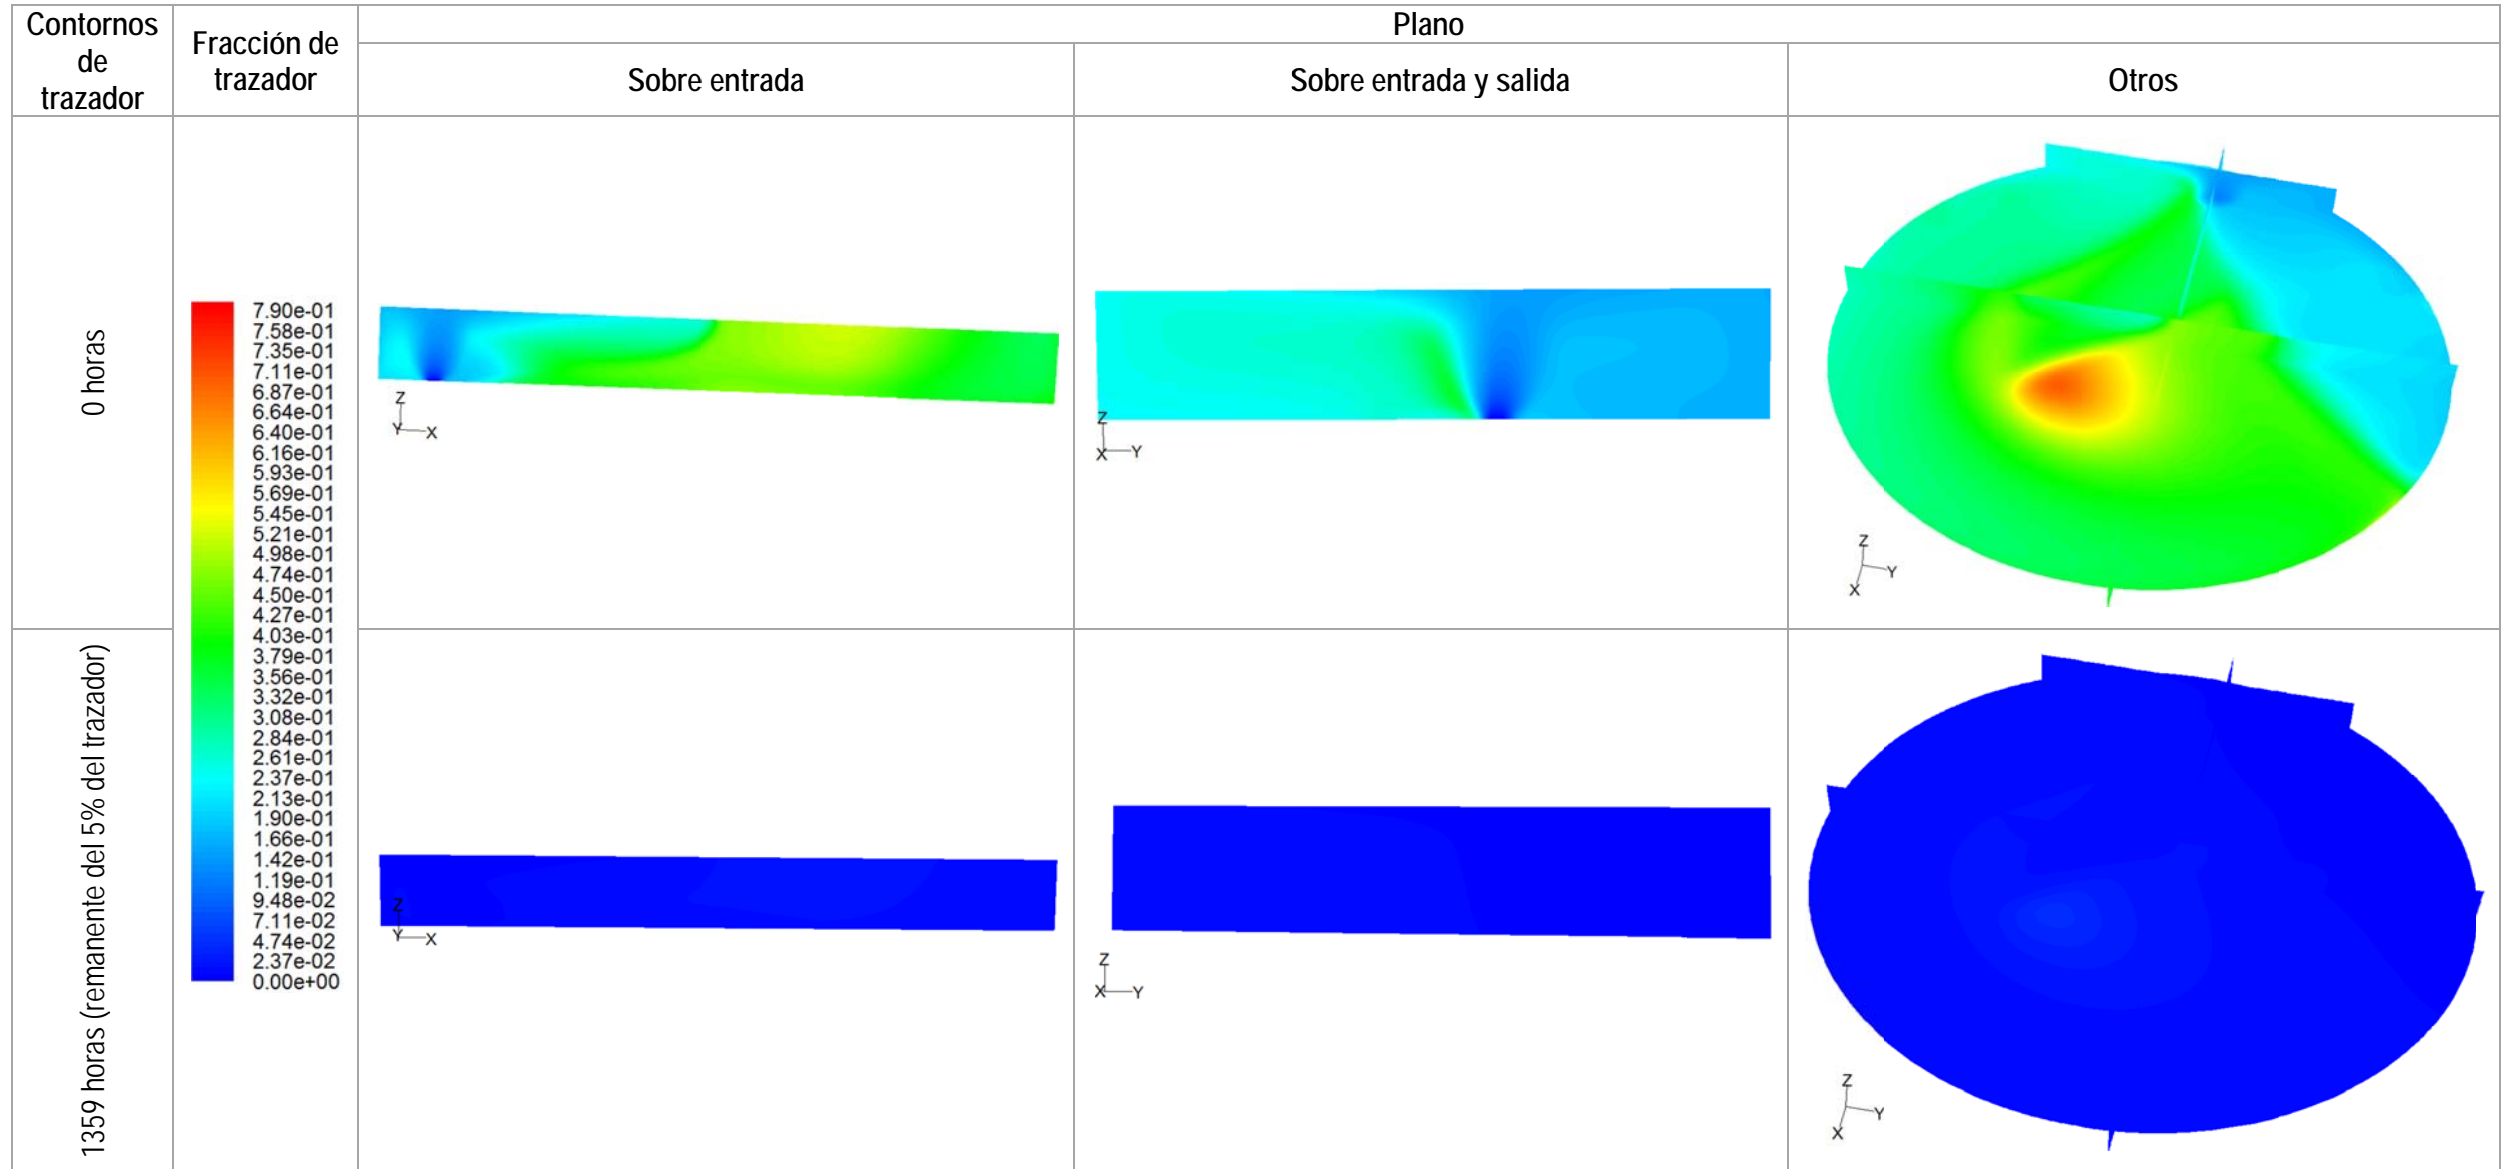 Contornos
de
trazador
Fracción de
trazador
Plano
Sobre entrada
Sobre entrada y salida
Otros
0 horas
7.90e-01
7.58e-01
7.35e-01
7.11e-01
6.87e-01
6.64e-01
6.40e-01
6.16e-01
5.93e-01
5.69e-01
5.45e-01
5.21e-01
4.98e-01
4.74e-01
4.50e-01
4.27e-01
4.03e-01
3.79e-01
3.56e-01
3.32e-01
3.08e-01
2.84e-01
2.61e-01
2.37e-01
2.13e-01
1.90e-01
1.66e-01
1.42e-01
1.19e-01
9.48e-02
7.11e-02
4.74e-02
2.37e-02
0.00e+00
Z
Y X
Z
X Y
Z
Y
X
1359 horas (remanente del 5% del trazador)
Z
Y X
Z
X Y
Z
Y
X